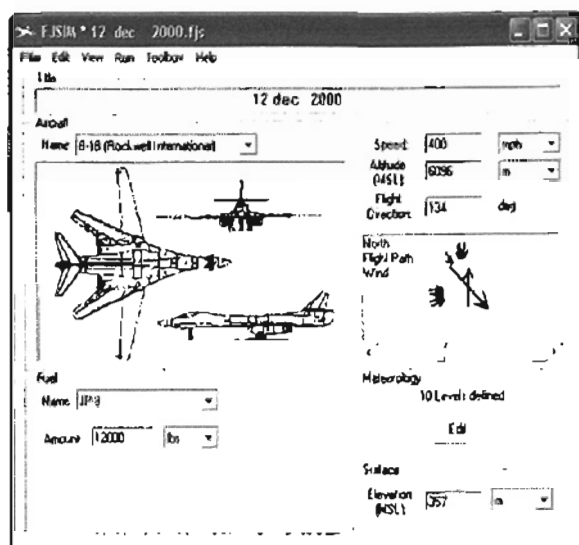 FJSIM * 12 dec 2000.fjs
File Edit View Run Toolbox Help
Title
12 dec 2000
Aircraft
Name B-1B (Rockwell International)
Speed: 400 mph
Altitude (MSL): 6096 m
Flight Direction: 134 deg
North
Flight Path
Wind
Fuel
Name JP-8
Amount 12000 lbs
Meteorology
10 Levels defined
Edit
Surface
Elevation (MSL): 357 m